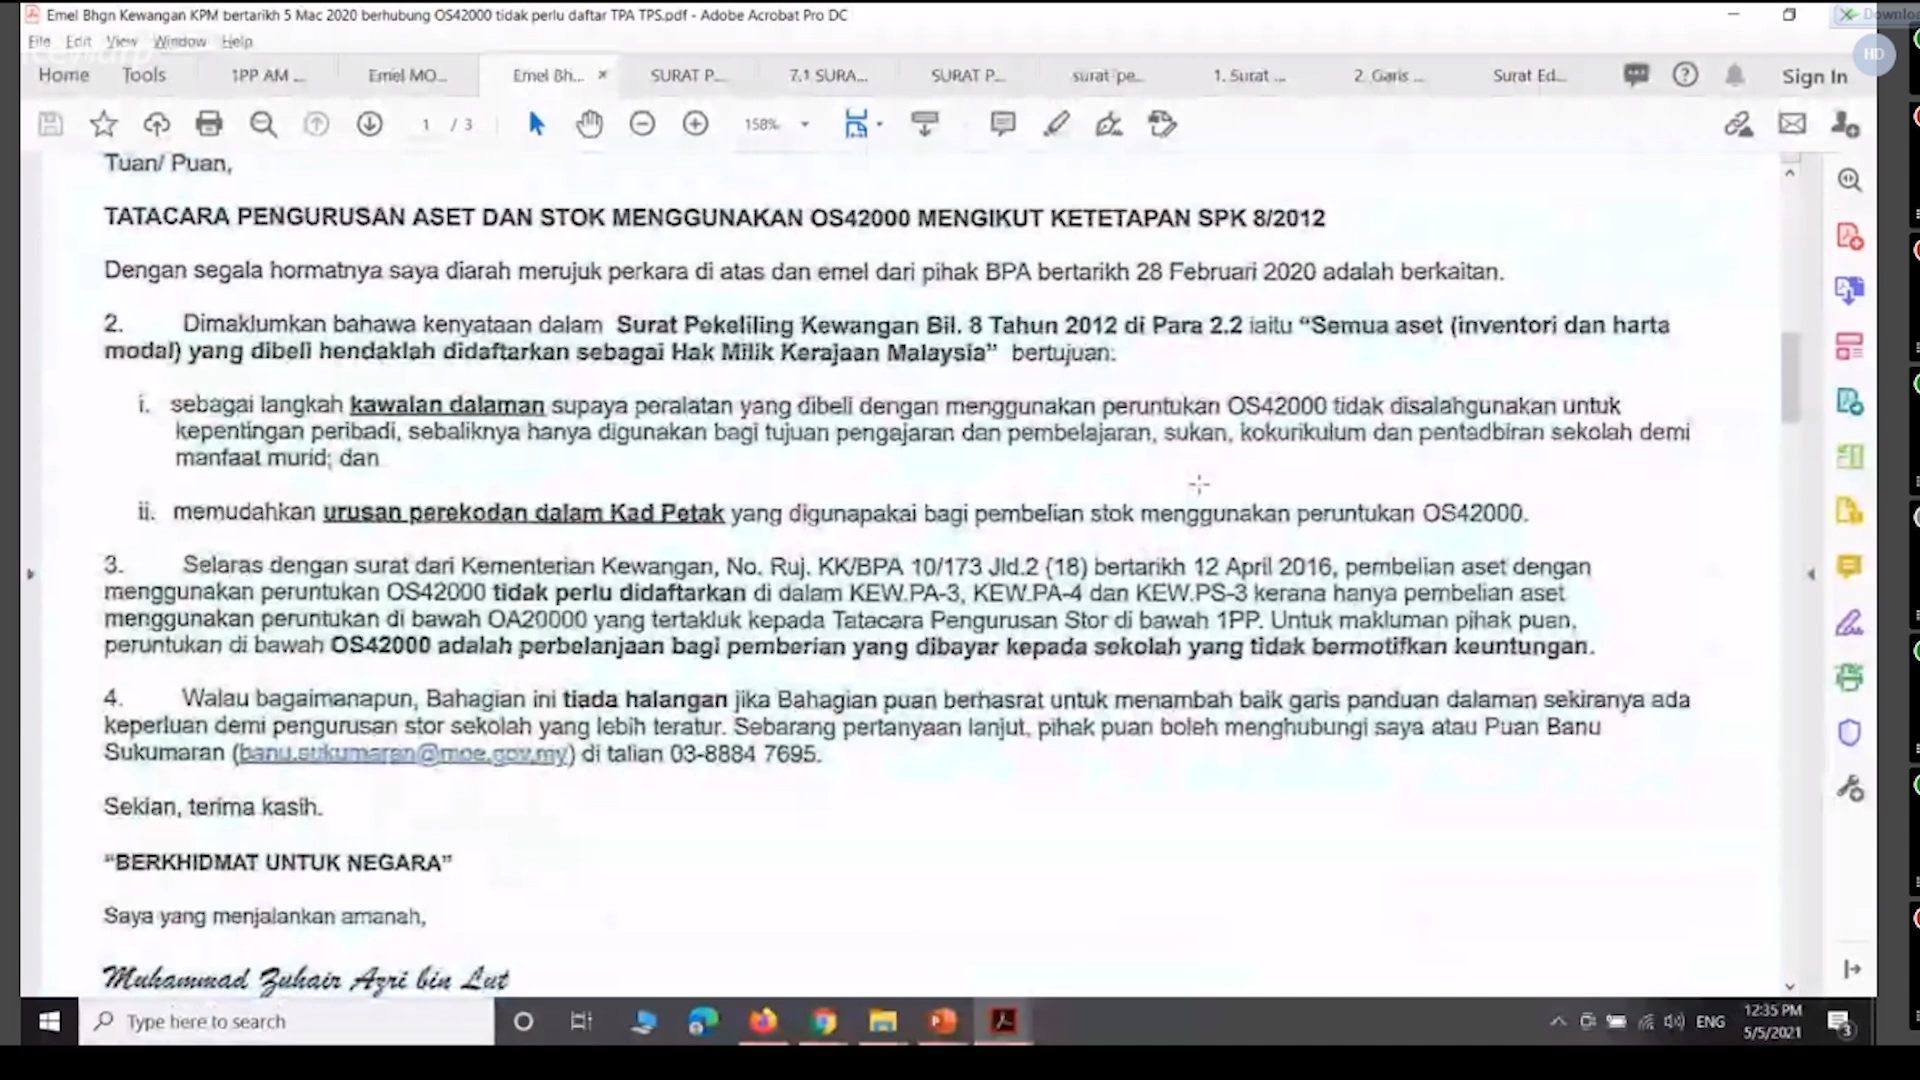 Emel Bhgn Kewangan KPM bertarikh 5 Mac 2020 berhubung OS42000 tidak perlu daftar TPA TPS.pdf - Adobe Acrobat Pro DC
File Edit View Window Help
Home Tools 1PP AM ... Emel MO... Emel Bh... × SURAT P... 7.1 SURA... SURAT P... surat pe... 1. Surat ... 2. Garis ... Surat Ed... Sign In
HD
1 / 3 158%
Tuan/ Puan,
TATACARA PENGURUSAN ASET DAN STOK MENGGUNAKAN OS42000 MENGIKUT KETETAPAN SPK 8/2012
Dengan segala hormatnya saya diarah merujuk perkara di atas dan emel dari pihak BPA bertarikh 28 Februari 2020 adalah berkaitan.
2. Dimaklumkan bahawa kenyataan dalam Surat Pekeliling Kewangan Bil. 8 Tahun 2012 di Para 2.2 iaitu “Semua aset (inventori dan harta
modal) yang dibeli hendaklah didaftarkan sebagai Hak Milik Kerajaan Malaysia” bertujuan:
i. sebagai langkah kawalan dalaman supaya peralatan yang dibeli dengan menggunakan peruntukan OS42000 tidak disalahgunakan untuk
kepentingan peribadi, sebaliknya hanya digunakan bagi tujuan pengajaran dan pembelajaran, sukan, kokurikulum dan pentadbiran sekolah demi
manfaat murid; dan
ii. memudahkan urusan perekodan dalam Kad Petak yang digunapakai bagi pembelian stok menggunakan peruntukan OS42000.
3. Selaras dengan surat dari Kementerian Kewangan, No. Ruj. KK/BPA 10/173 Jld.2 (18) bertarikh 12 April 2016, pembelian aset dengan
menggunakan peruntukan OS42000 tidak perlu didaftarkan di dalam KEW.PA-3, KEW.PA-4 dan KEW.PS-3 kerana hanya pembelian aset
menggunakan peruntukan di bawah OA20000 yang tertakluk kepada Tatacara Pengurusan Stor di bawah 1PP. Untuk makluman pihak puan,
peruntukan di bawah OS42000 adalah perbelanjaan bagi pemberian yang dibayar kepada sekolah yang tidak bermotifkan keuntungan.
4. Walau bagaimanapun, Bahagian ini tiada halangan jika Bahagian puan berhasrat untuk menambah baik garis panduan dalaman sekiranya ada
keperluan demi pengurusan stor sekolah yang lebih teratur. Sebarang pertanyaan lanjut, pihak puan boleh menghubungi saya atau Puan Banu
Sukumaran (banu.sukumaran@moe.gov.my) di talian 03-8884 7695.
Sekian, terima kasih.
“BERKHIDMAT UNTUK NEGARA”
Saya yang menjalankan amanah,
Muhammad Zuhair Azri bin Lut
Type here to search
ENG
12:35 PM
5/5/2021
3